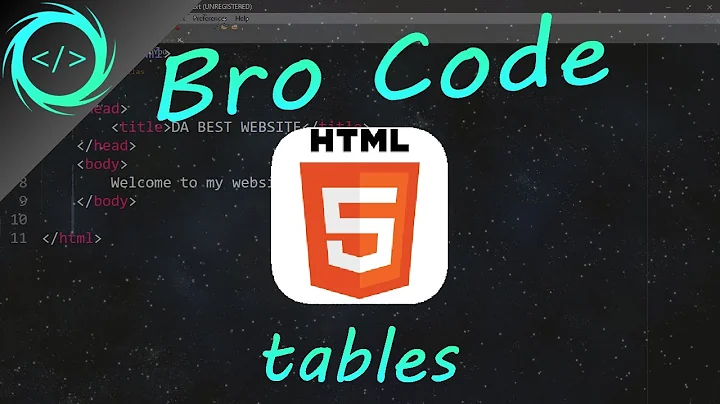 (UNREGISTERED)
Preferences Help
</>
Bro Code
head>
<title>DA BEST WEBSITE</title>
</head>
HTML
<body>
8 Welcome to my websi
9 </body>
10
11 </html>
5
tables